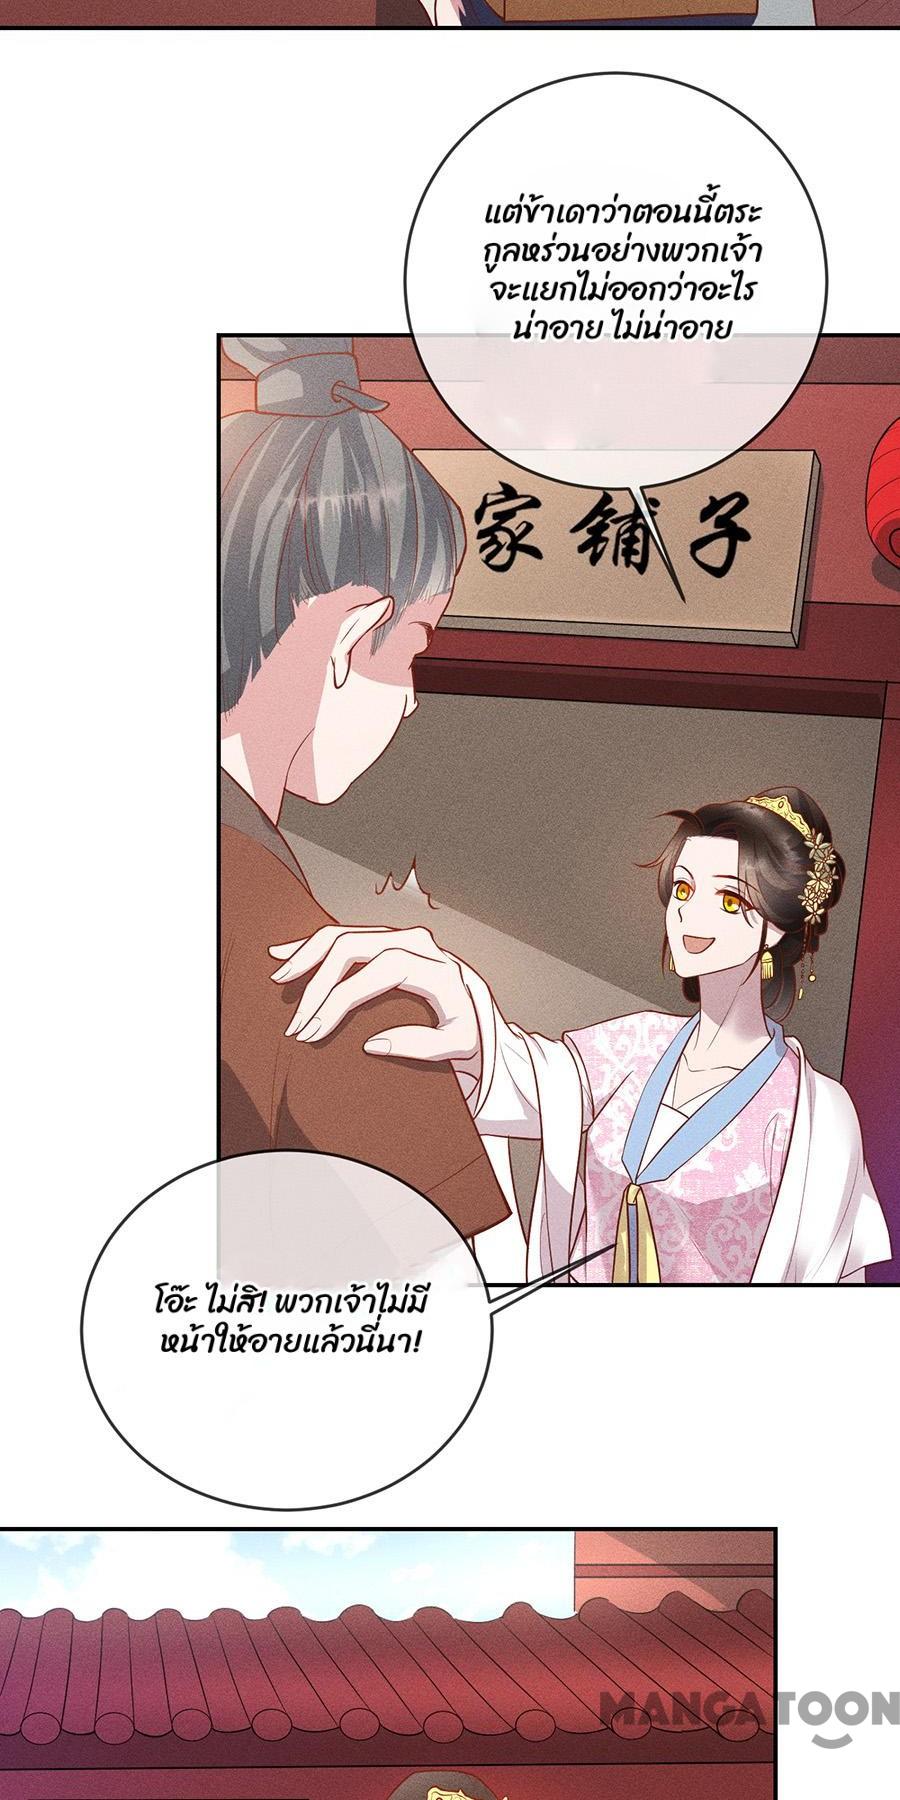 แต่ข้าเดาว่าตอนนี้ตระ
กูลหร่วนอย่างพวกเจ้า
จะแยกไม่ออกว่าอะไร
น่าอาย ไม่น่าอาย
家铺子
โอ๊ะ ไม่สิ! พวกเจ้าไม่มี
หน้าให้อายแล้วนี่นา!
MANGATOON